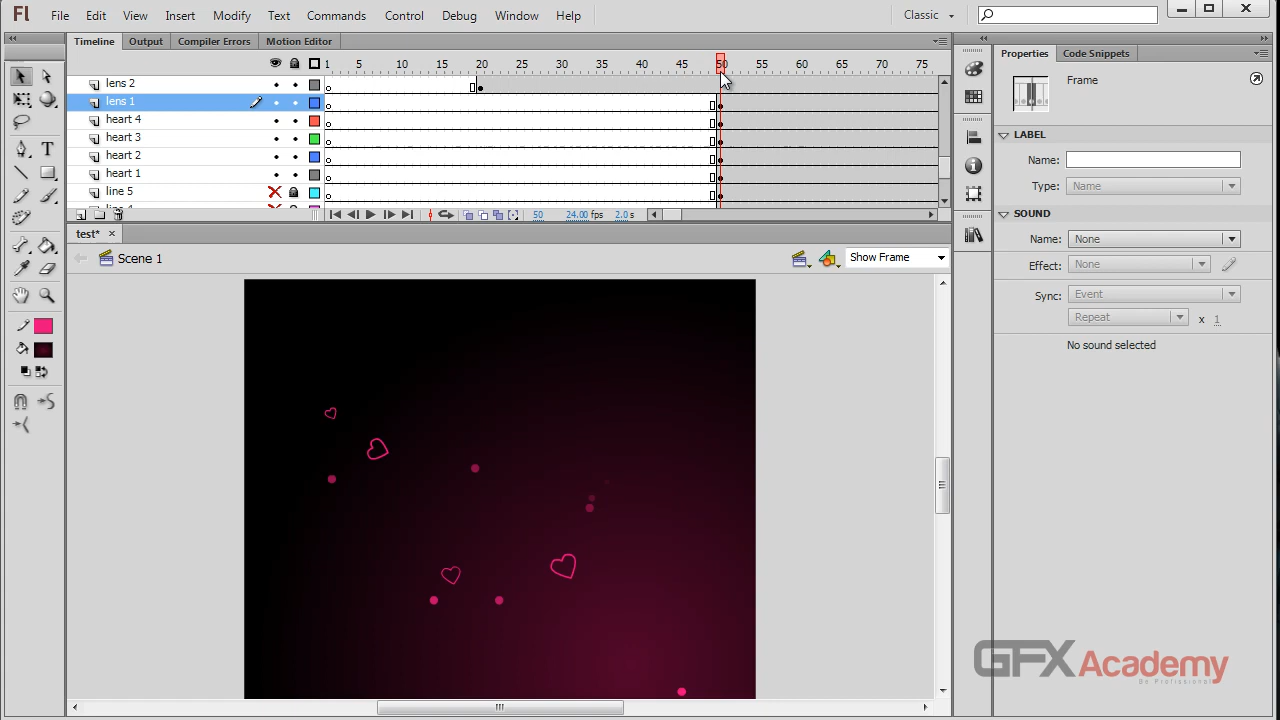 Fl File Edit View Insert Modify Text Commands Control Debug Window Help Classic
Timeline Output Compiler Errors Motion Editor
1 5 10 15 20 25 30 35 40 45 50 55 60 65 70 75
lens 2
lens 1
heart 4
heart 3
heart 2
heart 1
line 5
50 24.00 fps 2.0 s
test*
Scene 1 Show Frame
Properties Code Snippets
Frame
LABEL
Name:
Type: Name
SOUND
Name: None
Effect: None
Sync: Event
Repeat x 1
No sound selected
GFX Academy
Be Profissional